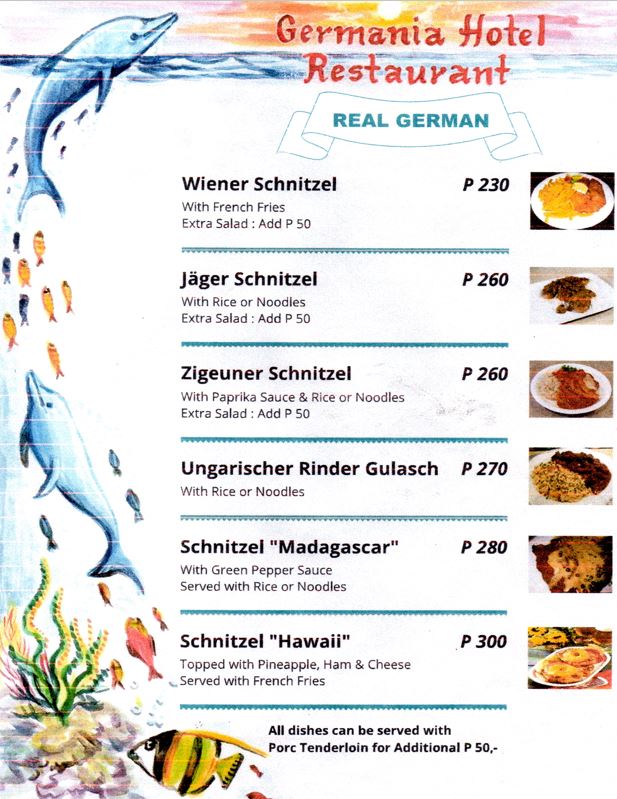 Germania Hotel
Restaurant
REAL GERMAN
Wiener Schnitzel P 230
With French Fries
Extra Salad : Add P 50
Jäger Schnitzel P 260
With Rice or Noodles
Extra Salad : Add P 50
Zigeuner Schnitzel P 260
With Paprika Sauce & Rice or Noodles
Extra Salad : Add P 50
Ungarischer Rinder Gulasch P 270
With Rice or Noodles
Schnitzel "Madagascar" P 280
With Green Pepper Sauce
Served with Rice or Noodles
Schnitzel "Hawaii" P 300
Topped with Pineapple, Ham & Cheese
Served with French Fries
All dishes can be served with
Porc Tenderloin for Additional P 50,-